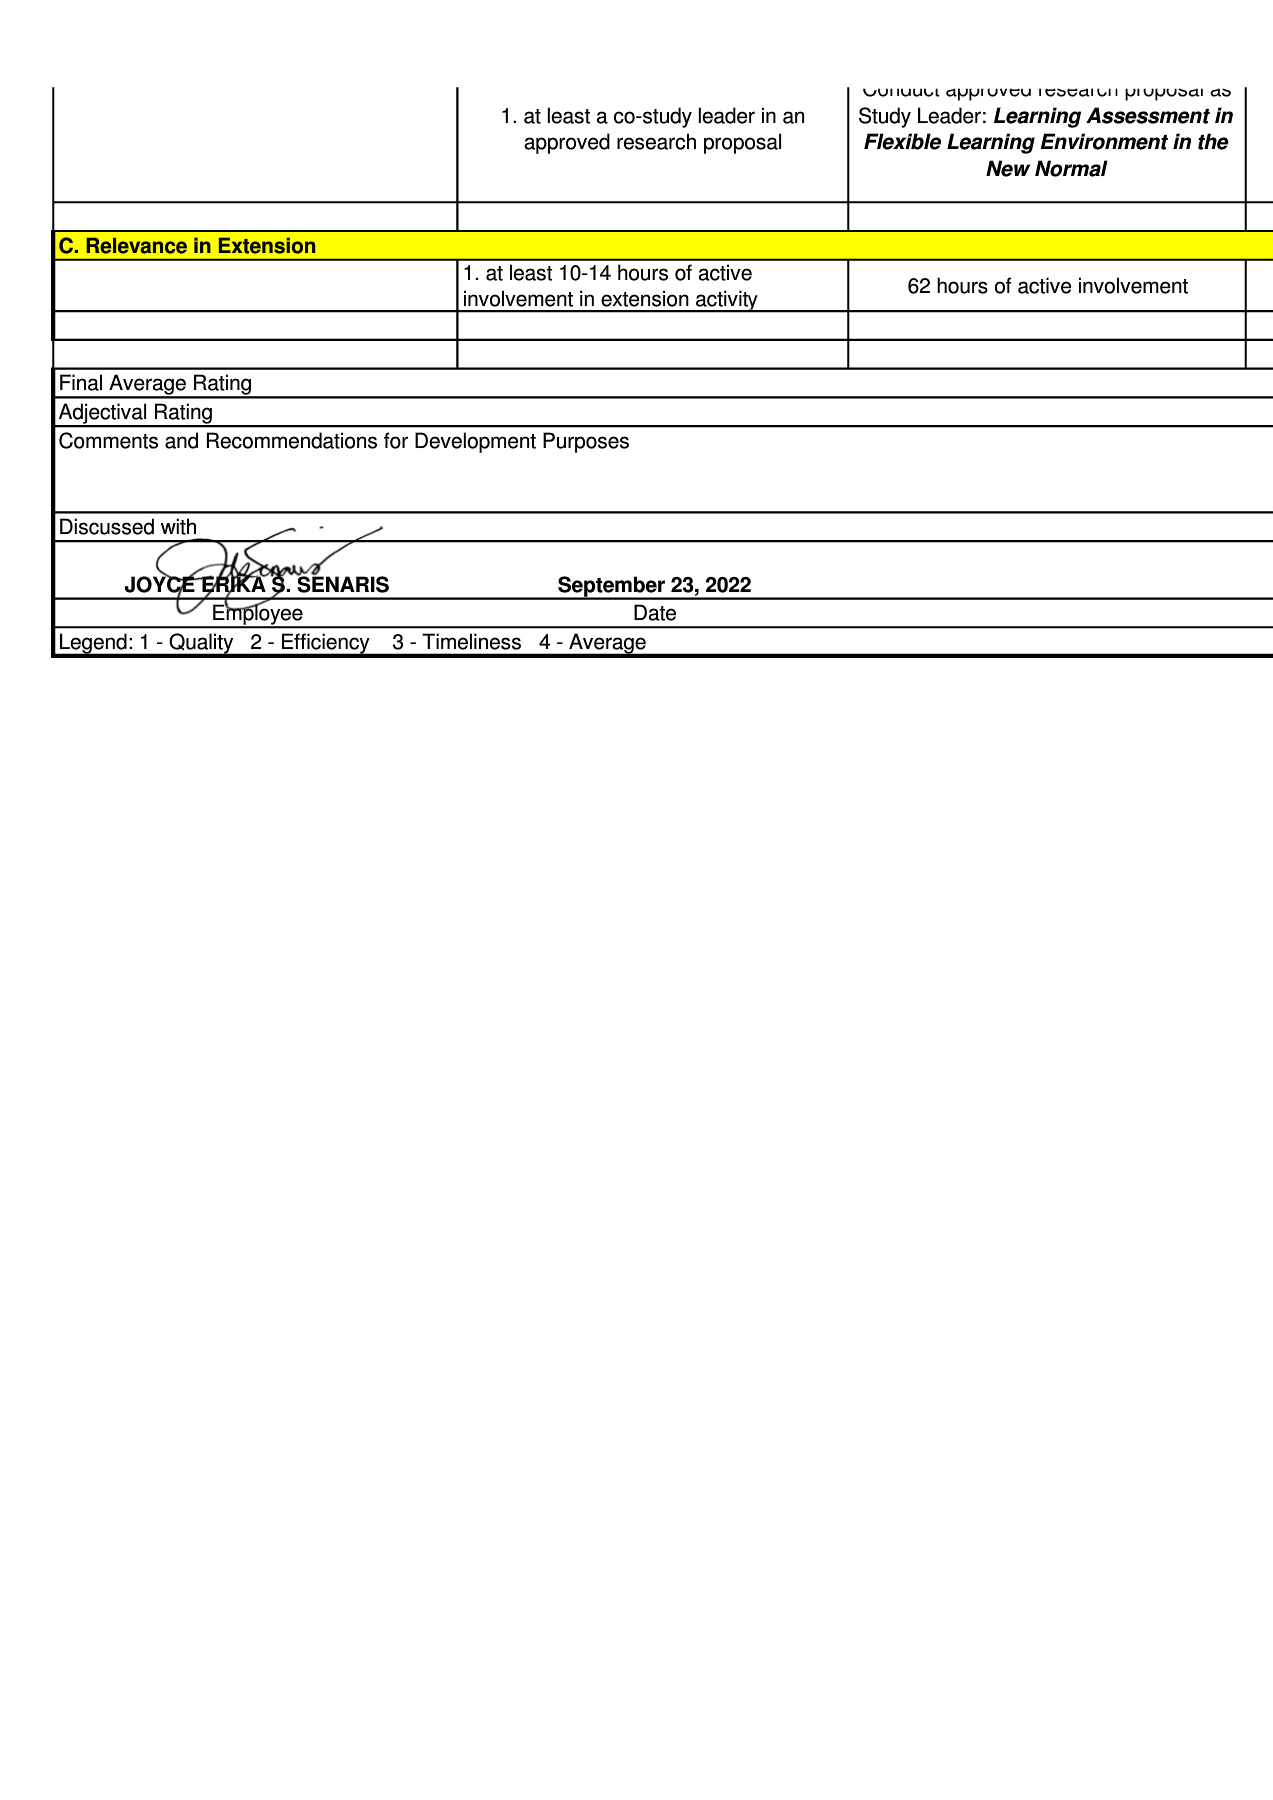 Conduct approved research proposal as
1. at least a co-study leader in an
approved research proposal
Study Leader: Learning Assessment in
Flexible Learning Environment in the
New Normal
C. Relevance in Extension
1. at least 10-14 hours of active
involvement in extension activity
62 hours of active involvement
Final Average Rating
Adjectival Rating
Comments and Recommendations for Development Purposes
Discussed with
JOYCE ERIKA S. SENARIS
September 23, 2022
Employee
Date
Legend: 1 - Quality 2 - Efficiency 3 - Timeliness 4 - Average